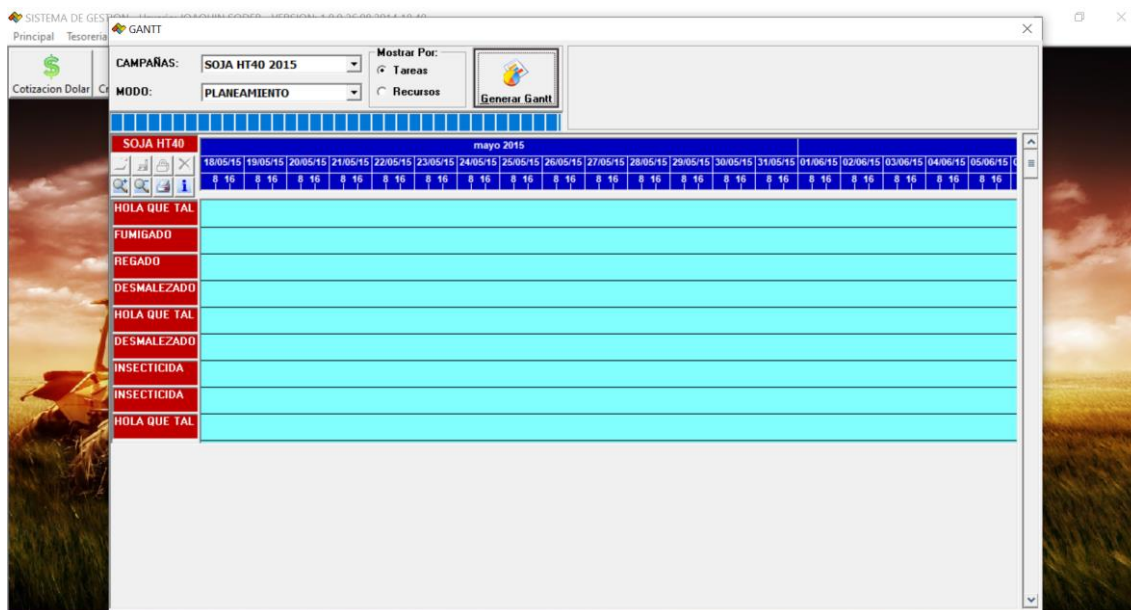 SISTEMA DE GES
GANTT
Principal Tesoreria
Cotizacion Dolar
CAMPAÑAS:
SOJA HT40 2015
MODO:
PLANEAMIENTO
Mostrar Por:
Tareas
Recursos
Generar Gantt
SOJA HT40
mayo 2015
18/05/15 19/05/15 20/05/15 21/05/15 22/05/15 23/05/15 24/05/15 25/05/15 26/05/15 27/05/15 28/05/15 29/05/15 30/05/15 31/05/15 01/06/15 02/06/15 03/06/15 04/06/15 05/06/15
8 16 8 16 8 16 8 16 8 16 8 16 8 16 8 16 8 16 8 16 8 16 8 16 8 16 8 16 8 16 8 16 8 16 8 16 8 16
HOLA QUE TAL
FUMIGADO
REGADO
DESMALEZADO
HOLA QUE TAL
DESMALEZADO
INSECTICIDA
INSECTICIDA
HOLA QUE TAL